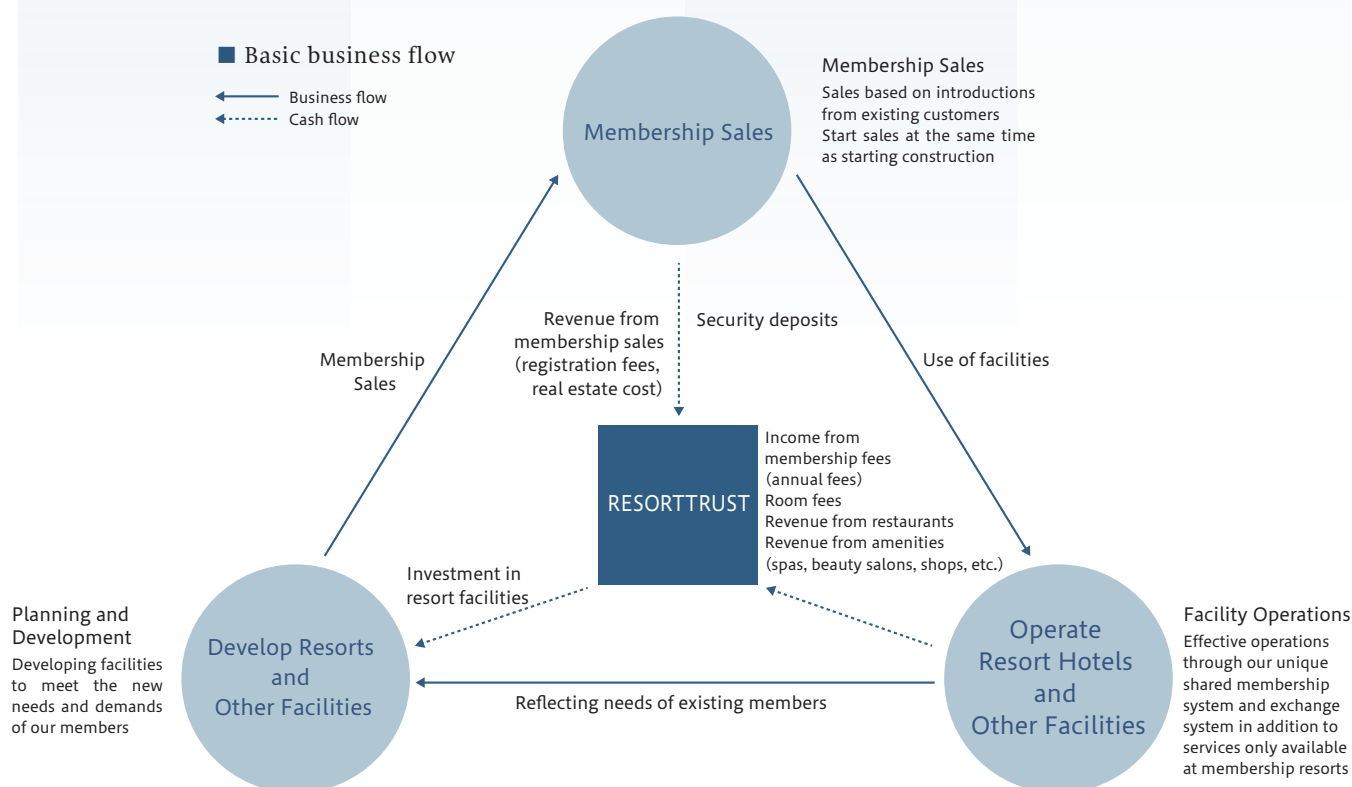 Basic business flow
Business flow
Cash flow
Membership Sales
Membership Sales
Sales based on introductions
from existing customers
Start sales at the same time
as starting construction
Membership
Sales
Revenue from
membership sales
(registration fees,
real estate cost)
Security deposits
Use of facilities
RESORTTRUST
Income from
membership fees
(annual fees)
Room fees
Revenue from restaurants
Revenue from amenities
(spas, beauty salons, shops, etc.)
Investment in
resort facilities
Planning and
Development
Developing facilities
to meet the new
needs and demands
of our members
Develop Resorts
and
Other Facilities
Reflecting needs of existing members
Operate
Resort Hotels
and
Other Facilities
Facility Operations
Effective operations
through our unique
shared membership
system and exchange
system in addition to
services only available
at membership resorts